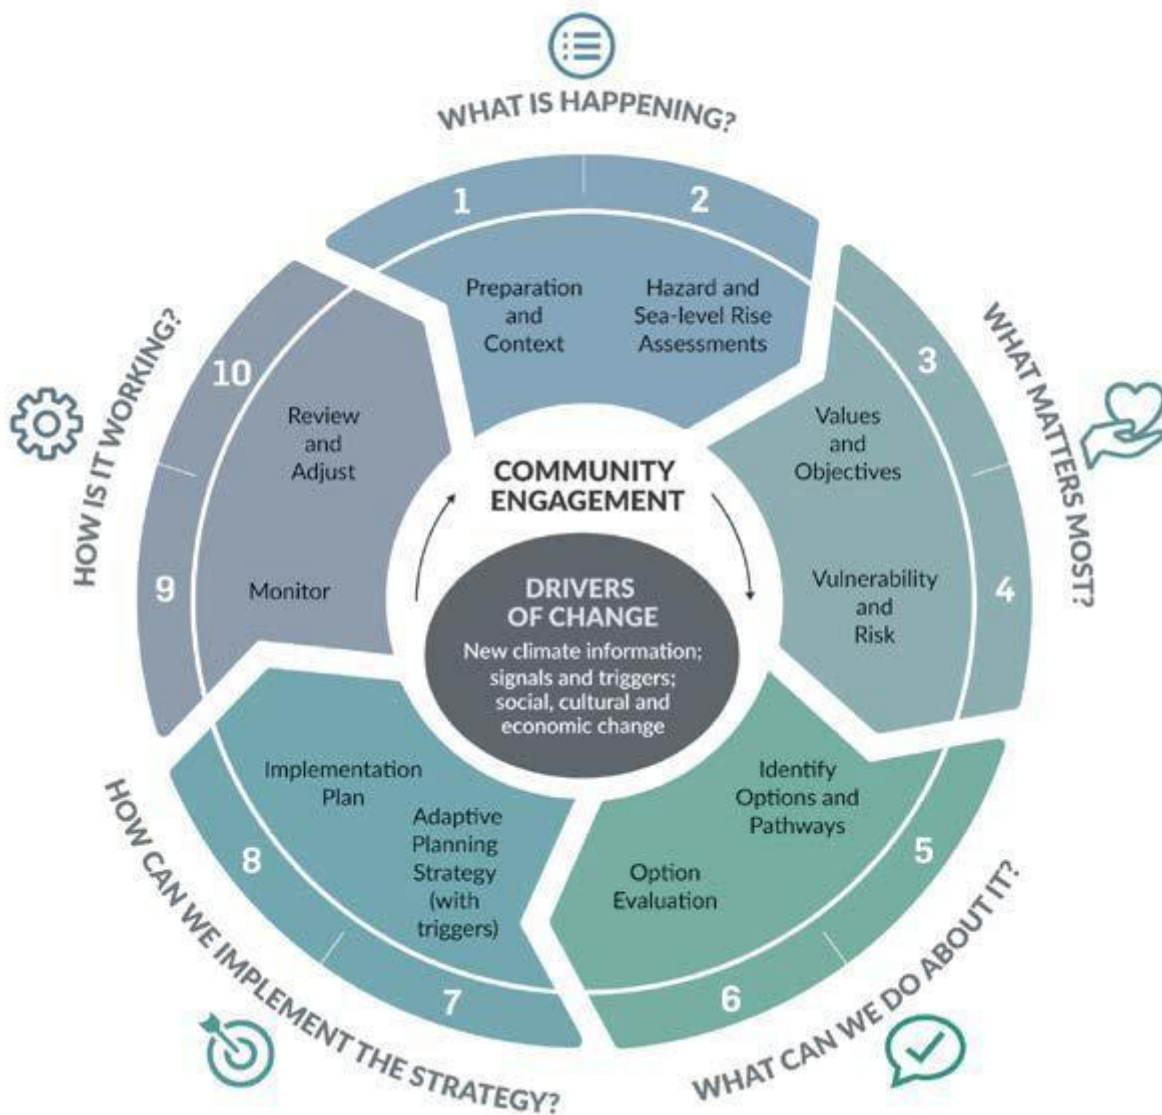 WHAT IS HAPPENING?
1
2
Preparation
and
Context
Hazard and
Sea-level Rise
Assessments
WHAT MATTERS MOST?
3
Values
and
Objectives
4
Vulnerability
and
Risk
WHAT CAN WE DO ABOUT IT?
5
Identify
Options and
Pathways
6
Option
Evaluation
HOW CAN WE IMPLEMENT THE STRATEGY?
7
Adaptive
Planning
Strategy
(with
triggers)
8
Implementation
Plan
HOW IS IT WORKING?
9
Monitor
10
Review
and
Adjust
COMMUNITY
ENGAGEMENT
DRIVERS
OF CHANGE
New climate information;
signals and triggers;
social, cultural and
economic change